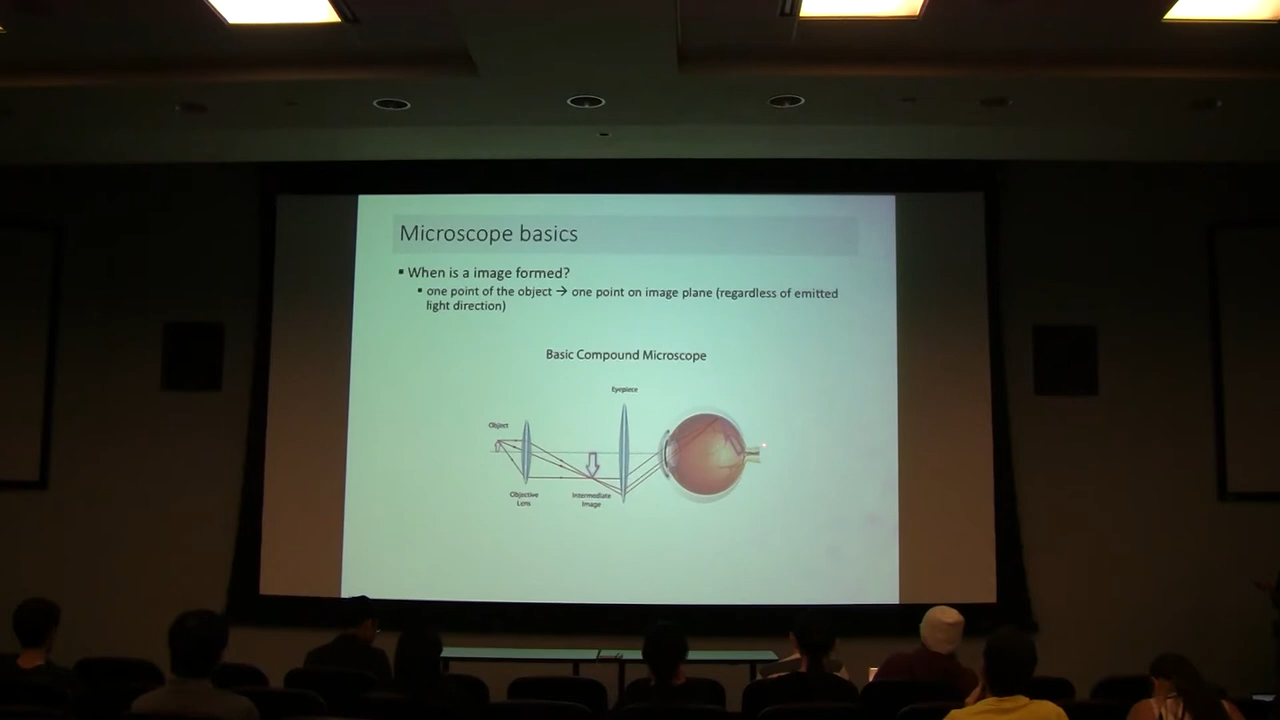 Microscope basics
▪ When is a image formed?
▪ one point of the object → one point on image plane (regardless of emitted
light direction)
Basic Compound Microscope
Eyepiece
Object
Objective
Lens
Intermediate
Image